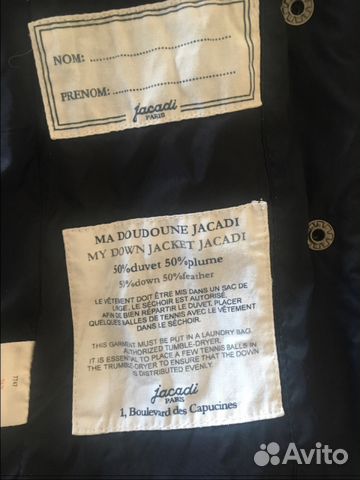 NOM:
PRENOM:
jacadi
PARIS
MA DOUDOUNE JACADI
MY DOWN JACKET JACADI
50%duvet 50%plume
50%down 50%feather
LE VÊTEMENT DOIT ÊTRE MIS DANS UN SAC DE
LAGE. LE SÉCHOIR EST AUTORISÉ.
AFIN DE BIEN RÉPARTIR LE DUVET, PLACER
QUELQUES BALLES DE TENNIS AVEC LE VÊTEMENT
DANS LE SÉCHOIR.
THIS GARMENT MUST BE PUT IN A LAUNDRY BAG.
AUTHORIZED TUMBLE-DRYER.
IT IS ESSENTIAL TO PLACE A FEW TENNIS BALLS IN
THE TRUMBLE-DRYER TO ENSURE THAT THE DOWN
IS DISTRIBUTED EVENLY.
jacadi
PARIS
1, Boulevard des Capucines
Avito